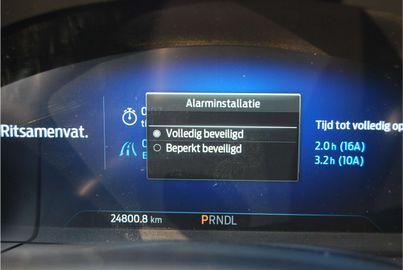 Alarminstallatie
Ritsamenvat.
Volledig beveiligd
Beperkt beveiligd
Tijd tot volledig op
2.0 h (16A)
3.2 h (10A)
24800.8 km
PRNDL